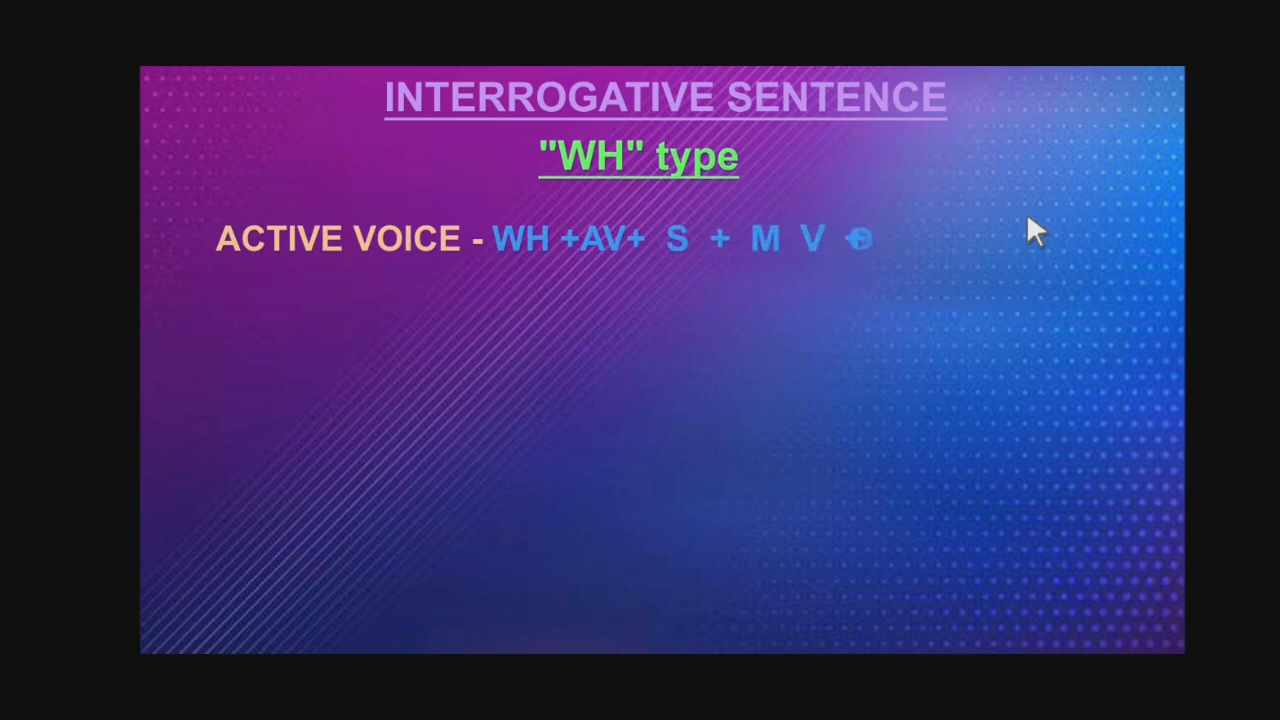 INTERROGATIVE SENTENCE
"WH" type
ACTIVE VOICE - WH +AV+ S + M V